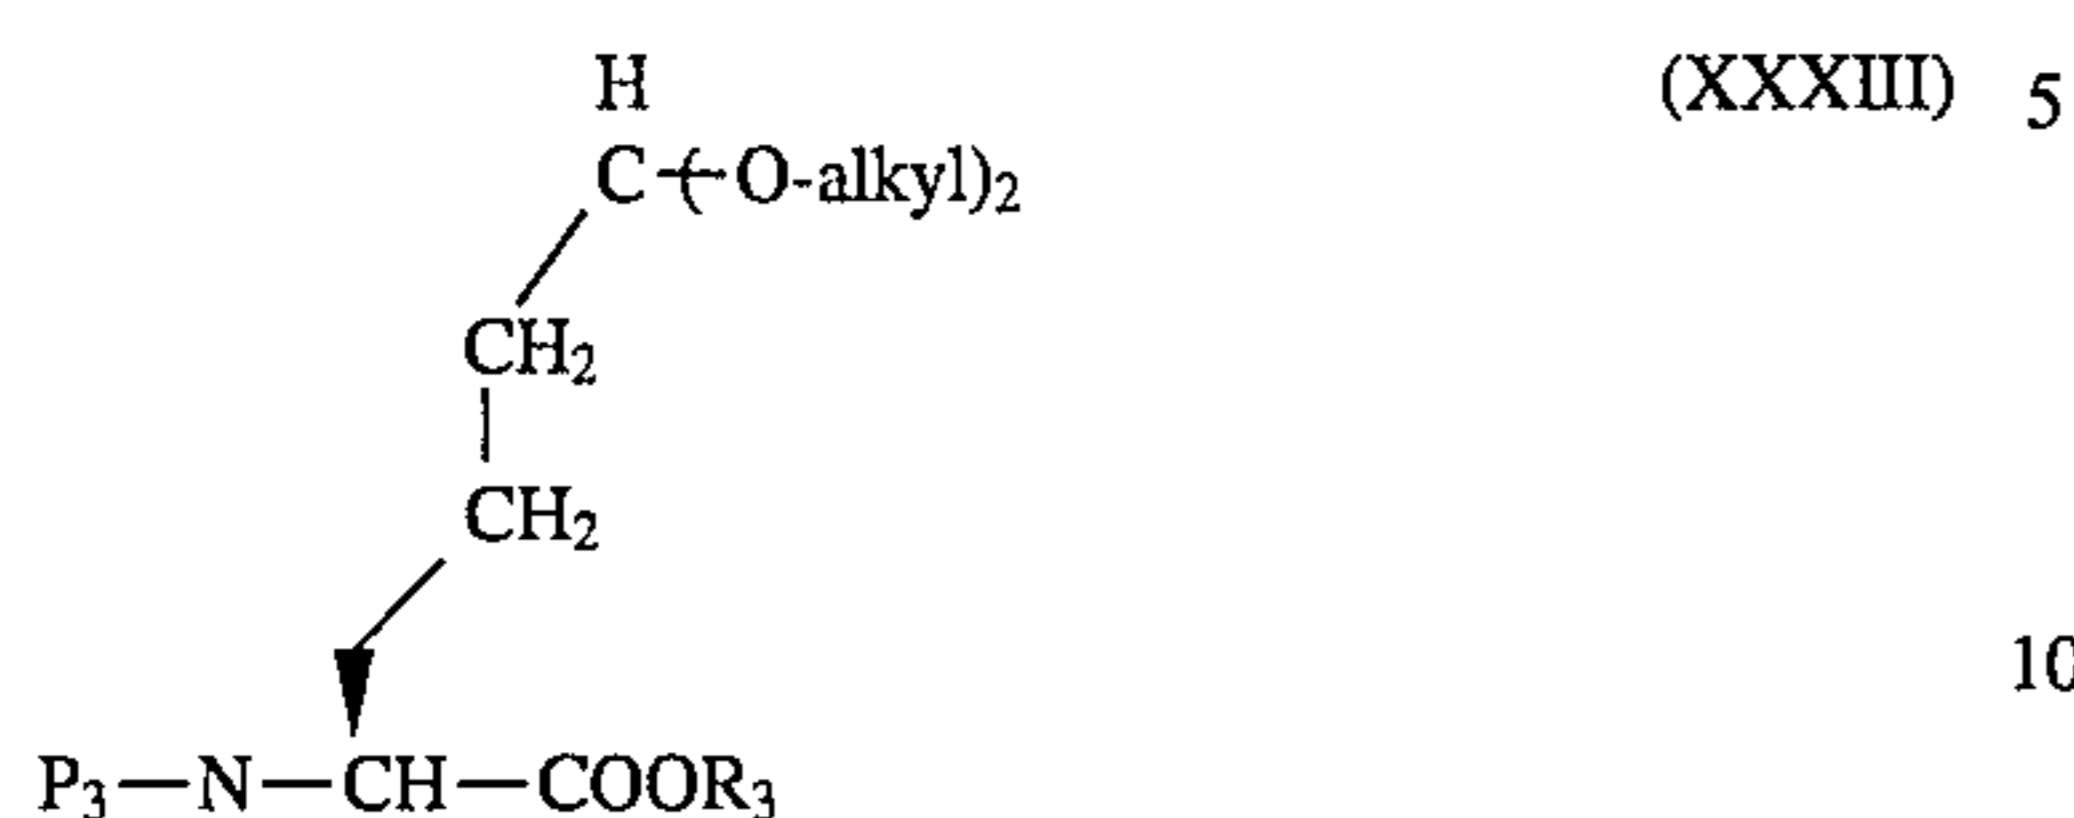 H (XXXIII) 5
C-(-O-alkyl)2
CH2
CH2
10
P3—N—CH—COOR3